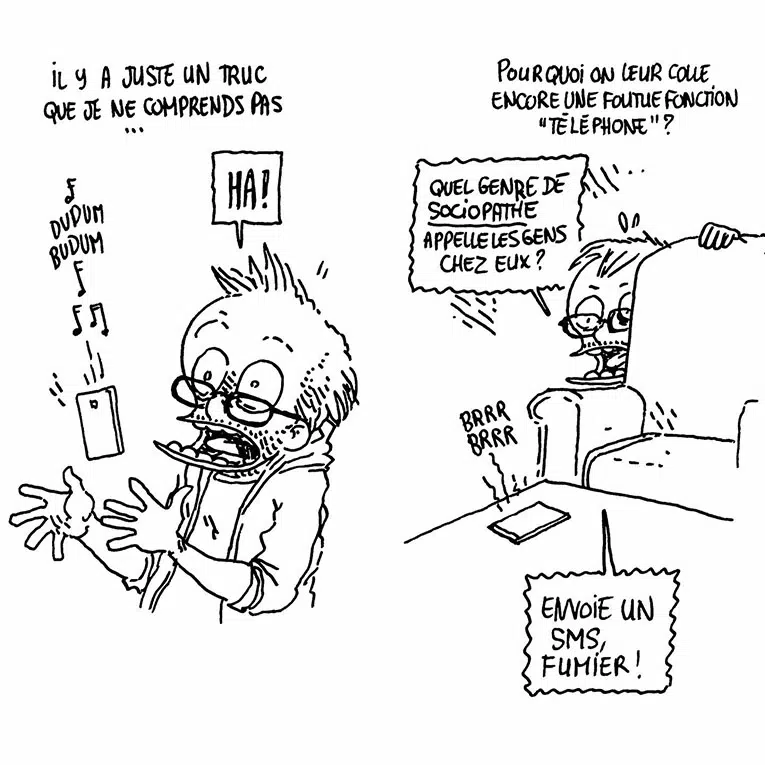 IL Y A JUSTE UN TRUC
QUE JE NE COMPRENDS PAS
...
HA!
DUDUM
BUDUM
POURQUOI ON LEUR COLLE
ENCORE UNE FOUTUE FONCTION
"TÉLÉPHONE"?
QUEL GENRE DE
SOCIOPATHE
APPELLE LES GENS
CHEZ EUX?
BRRR
BRRR
ENVOIE UN
SMS,
FUMIER!